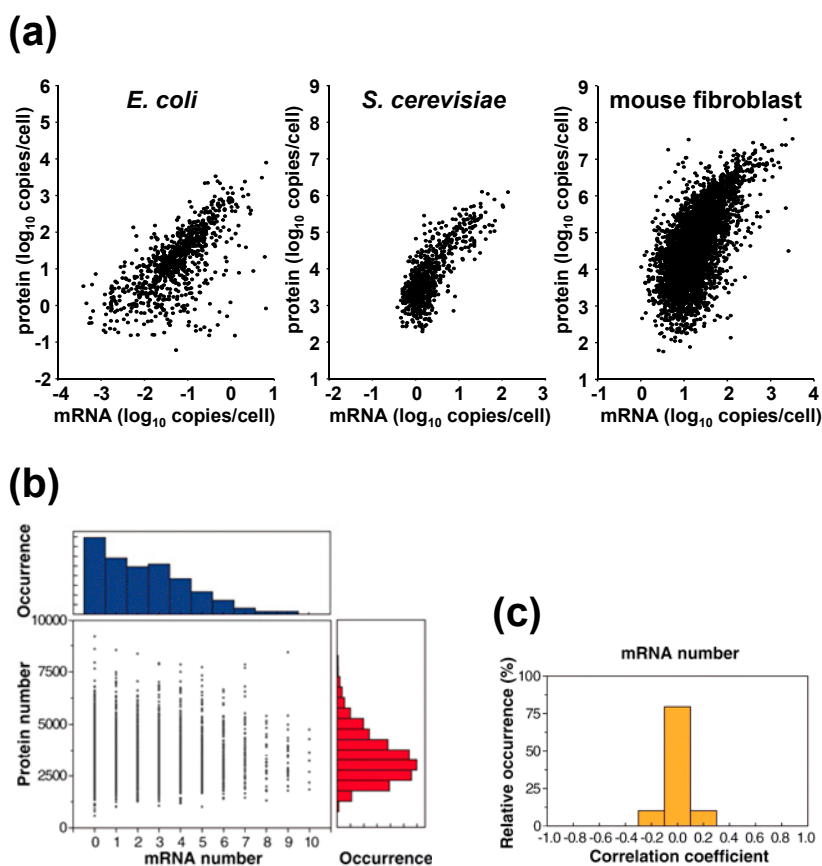 (a)
E. coli
S. cerevisiae
mouse fibroblast
protein (log10 copies/cell)
6
5
4
3
2
1
0
-1
-2
-4 -3 -2 -1 0 1
mRNA (log10 copies/cell)
protein (log10 copies/cell)
9
8
7
6
5
4
3
2
1
-1 0 1 2 3
mRNA (log10 copies/cell)
protein (log10 copies/cell)
9
8
7
6
5
4
3
2
1
-1 0 1 2 3 4
mRNA (log10 copies/cell)
(b)
Occurrence
Protein number
10000
7500
5000
2500
0
0 1 2 3 4 5 6 7 8 9 10
mRNA number
Occurrence
(c)
mRNA number
Relative occurrence (%)
100
75
50
25
0
-1.0 -0.8 -0.6 -0.4 -0.2 0.0 0.2 0.4 0.6 0.8 1.0
Correlation coefficient